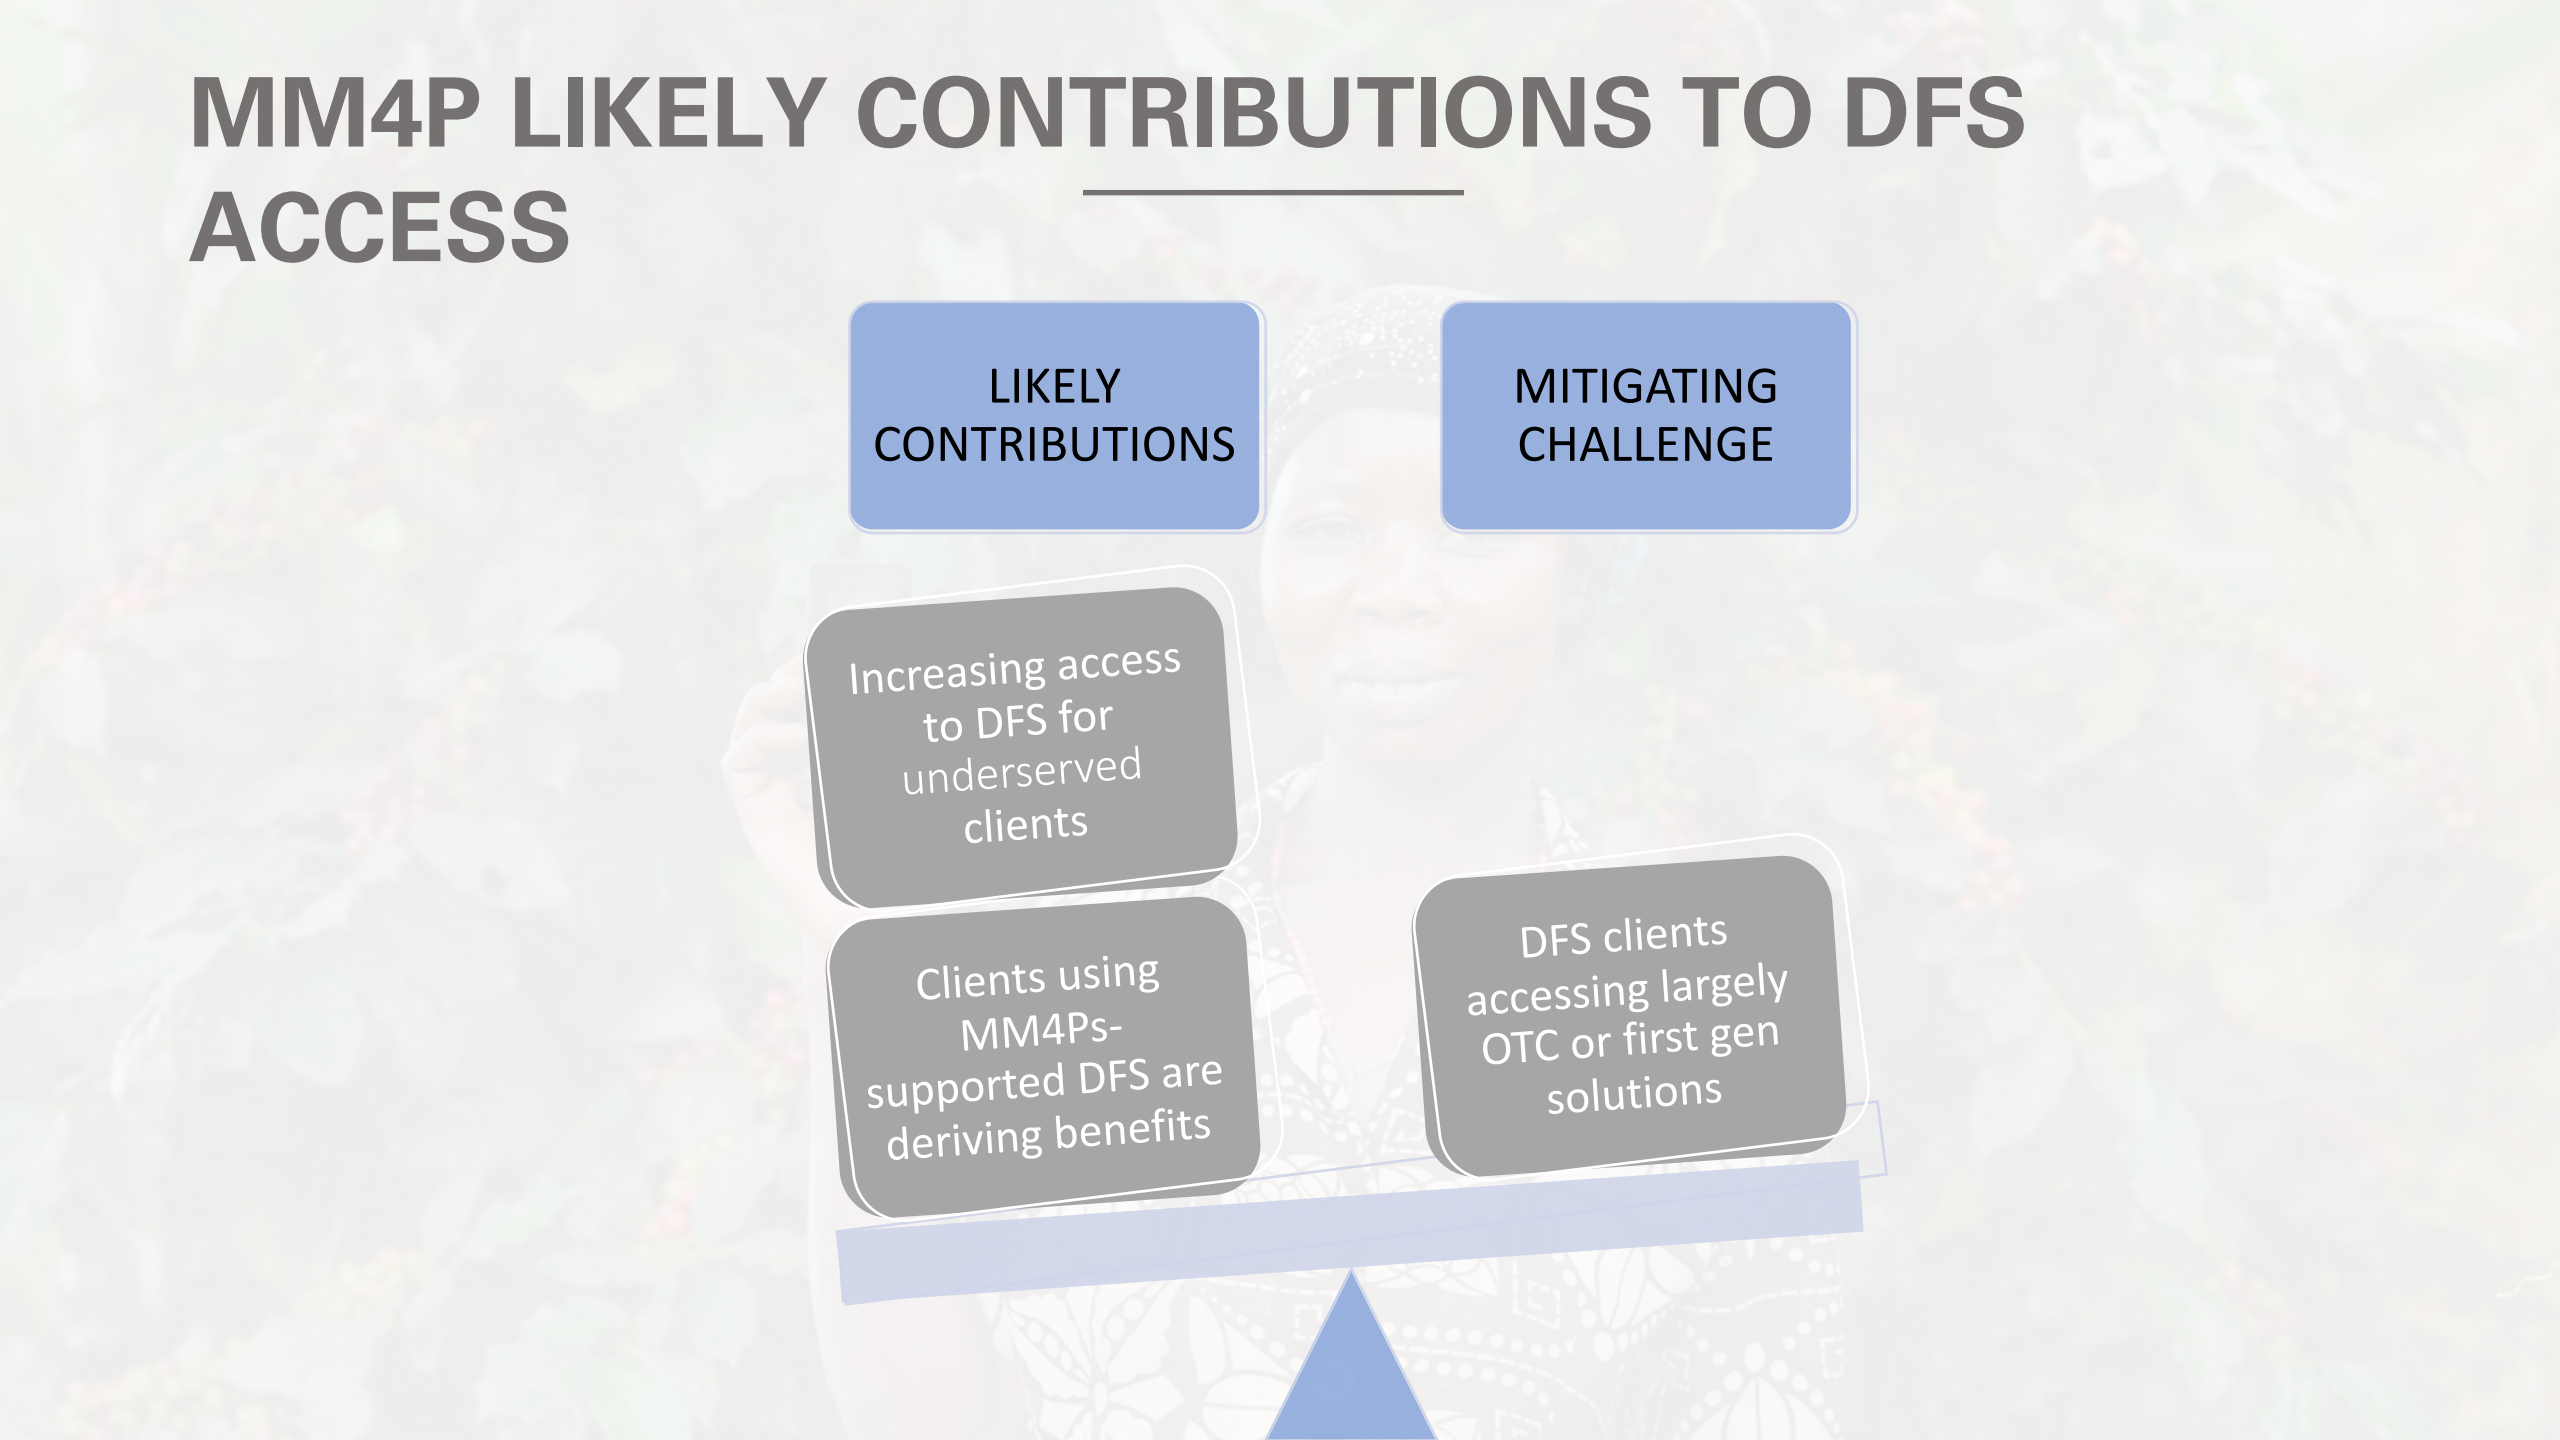 MM4P LIKELY CONTRIBUTIONS TO DFS
ACCESS
LIKELY
CONTRIBUTIONS
MITIGATING
CHALLENGE
Increasing access
to DFS for
underserved
clients
Clients using
MM4Ps-
supported DFS are
deriving benefits
DFS clients
accessing largely
OTC or first gen
solutions